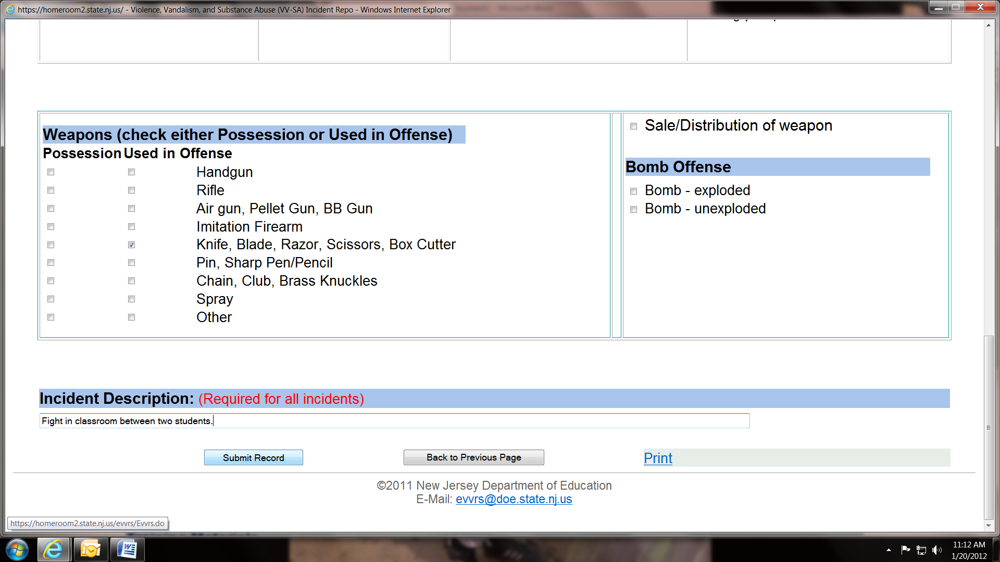 https://homeroom2.state.nj.us/ - Violence, Vandalism, and Substance Abuse (VV-SA) Incident Repo - Windows Internet Explorer
Weapons (check either Possession or Used in Offense)
Possession Used in Offense
Handgun
Rifle
Air gun, Pellet Gun, BB Gun
Imitation Firearm
Knife, Blade, Razor, Scissors, Box Cutter
Pin, Sharp Pen/Pencil
Chain, Club, Brass Knuckles
Spray
Other
Sale/Distribution of weapon
Bomb Offense
Bomb - exploded
Bomb - unexploded
Incident Description: (Required for all incidents)
Fight in classroom between two students.
Submit Record
Back to Previous Page
Print
©2011 New Jersey Department of Education
E-Mail: evvrs@doe.state.nj.us
https://homeroom2.state.nj.us/evvrs/Evvrs.do
11:12 AM
1/20/2012